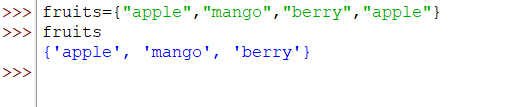 >>> fruits={"apple","mango","berry","apple"}
>>> fruits
{'apple', 'mango', 'berry'}
>>>